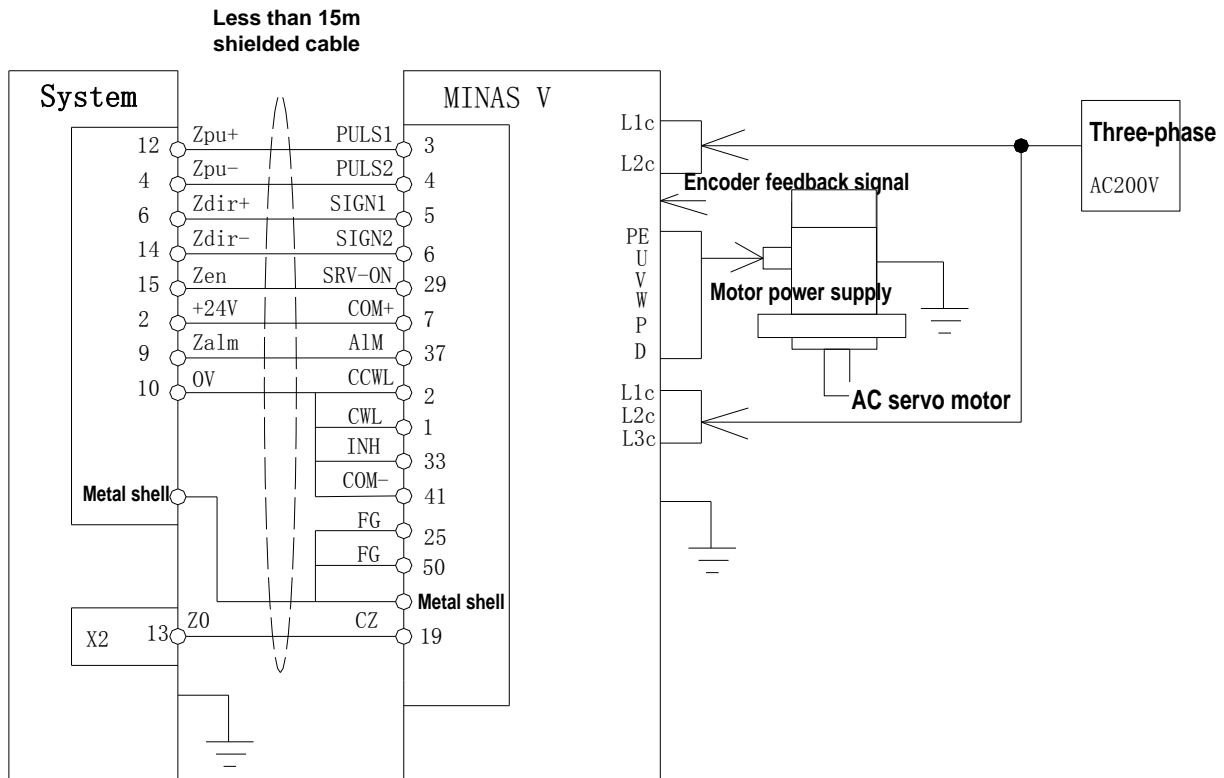 Less than 15m
shielded cable
System
MINAS V
12 Zpu+ PULS1 3
4 Zpu- PULS2 4
6 Zdir+ SIGN1 5
14 Zdir- SIGN2 6
15 Zen SRV-ON 29
2 +24V COM+ 7
9 Zalm AlM 37
10 0V CCWL 2
CWL 1
INH 33
COM- 41
Metal shell
FG 25
FG 50
Metal shell
X2 13 Z0 CZ 19
L1c
L2c
Encoder feedback signal
PE
U
V
W
P
D
Motor power supply
L1c
L2c
L3c
AC servo motor
Three-phase
AC200V